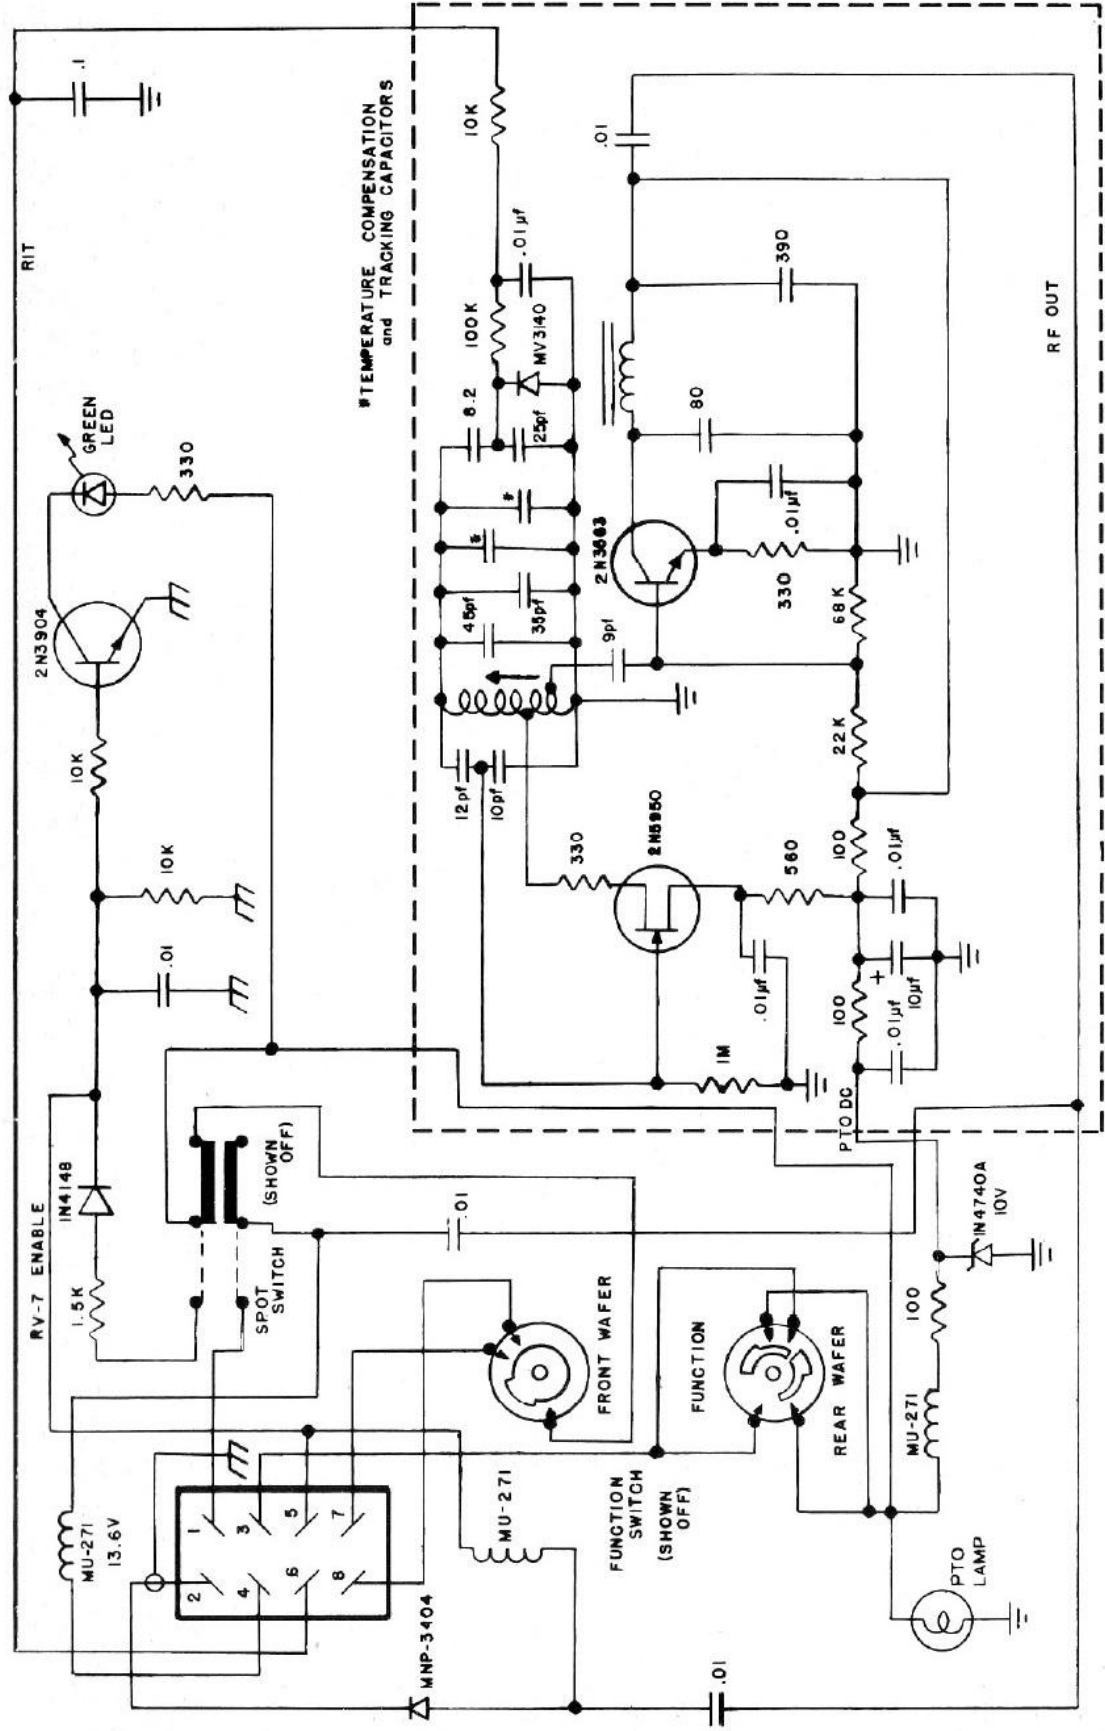 RIT
.1
GREEN
LED
330
2N3904
10K
10K
.01
RV-7 ENABLE
1N4148
1.5K
(SHOWN
OFF)
SPOT
SWITCH
MU-271
13.6V
1
2
3
4
5
6
7
8
MNP-3404
MU-271
.01
.01
FRONT WAFER
FUNCTION
SWITCH
(SHOWN
OFF)
FUNCTION
REAR WAFER
MU-271
100
1N4740A
10V
PTO
LAMP
PTO DC
*TEMPERATURE COMPENSATION
and TRACKING CAPACITORS
10K
.01µf
100K
MV3140
8.2
25pf
*
*
35pf
45pf
12pf
10pf
9pf
2N3563
80
390
.01
.01µf
330
68K
22K
100
.01µf
10µf
+
100
.01µf
330
2N5950
560
.01µf
1M
RF OUT